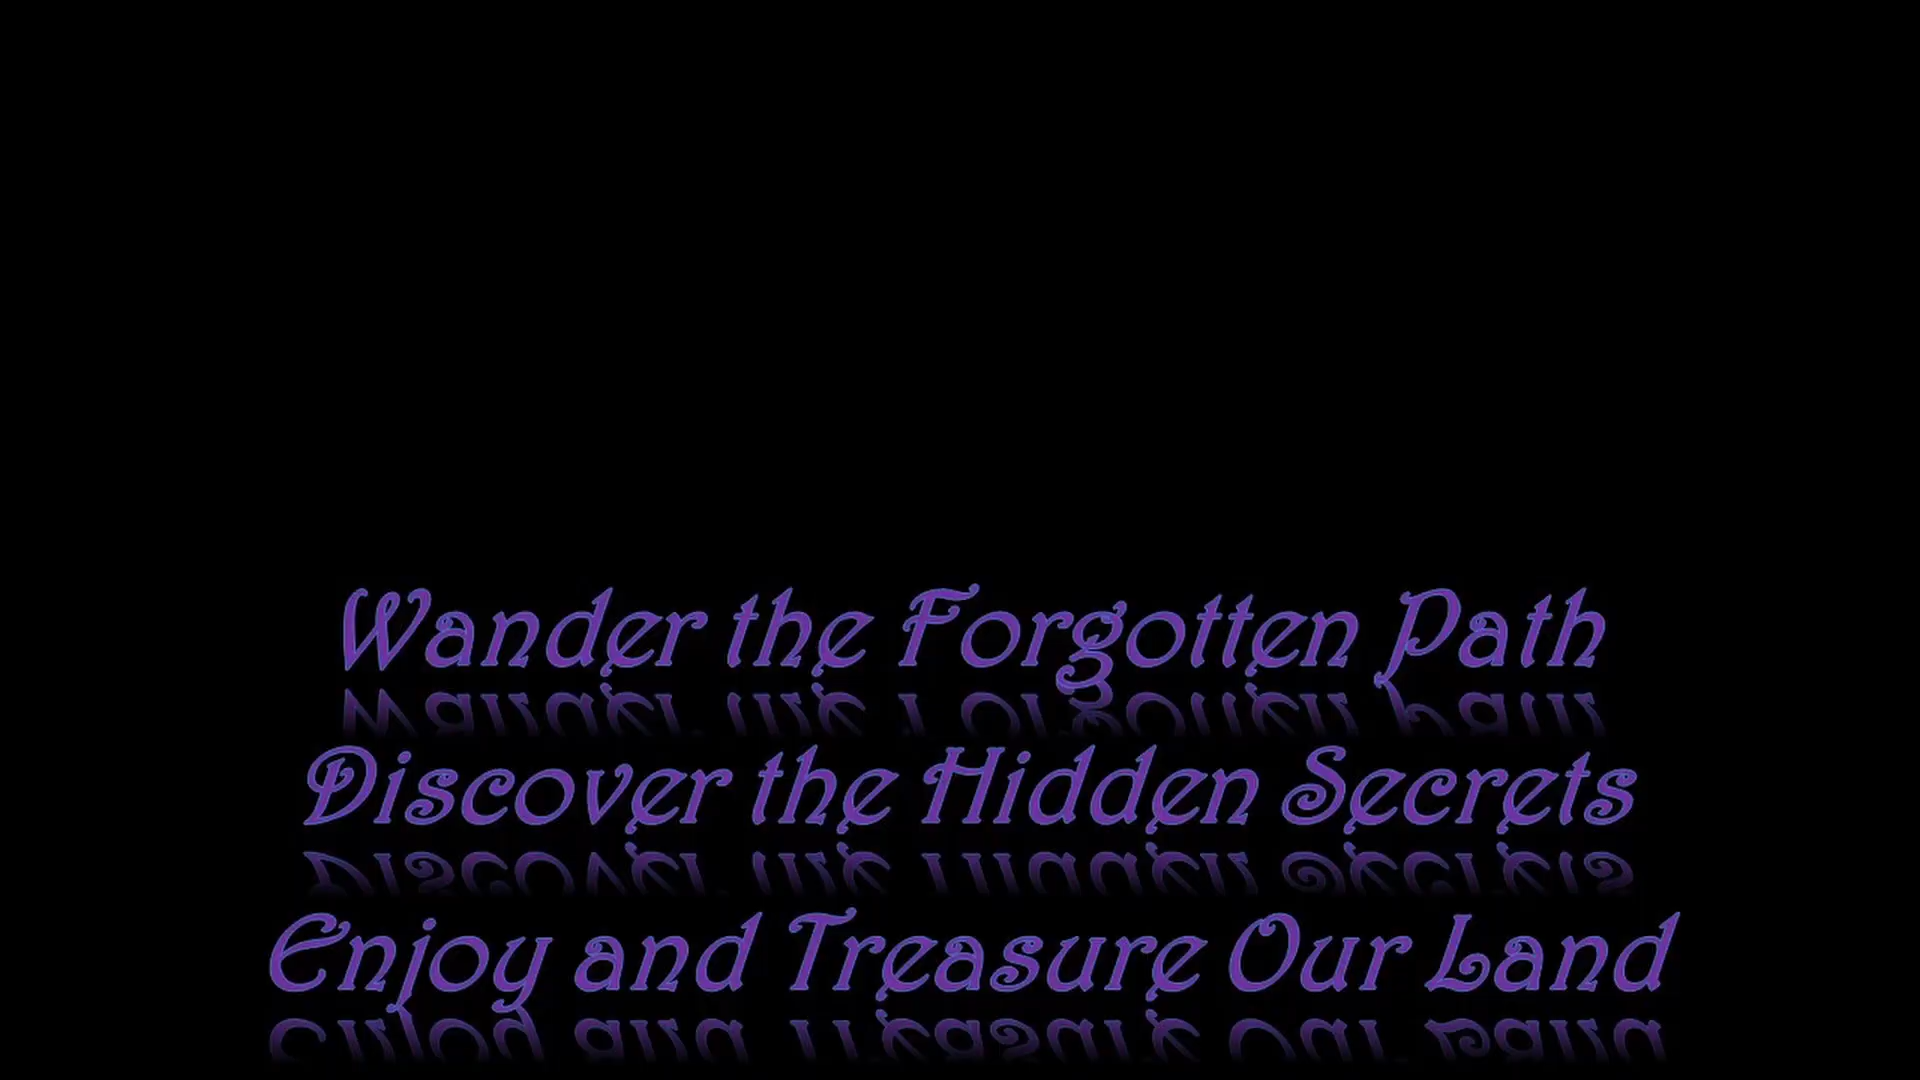 Wander the Forgotten Path
Discover the Hidden Secrets
Enjoy and Treasure Our Land